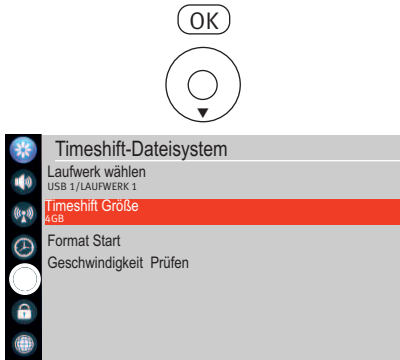 OK
Timeshift-Dateisystem
Laufwerk wählen
USB 1/LAUFWERK 1
Timeshift Größe
4GB
Format Start
Geschwindigkeit Prüfen